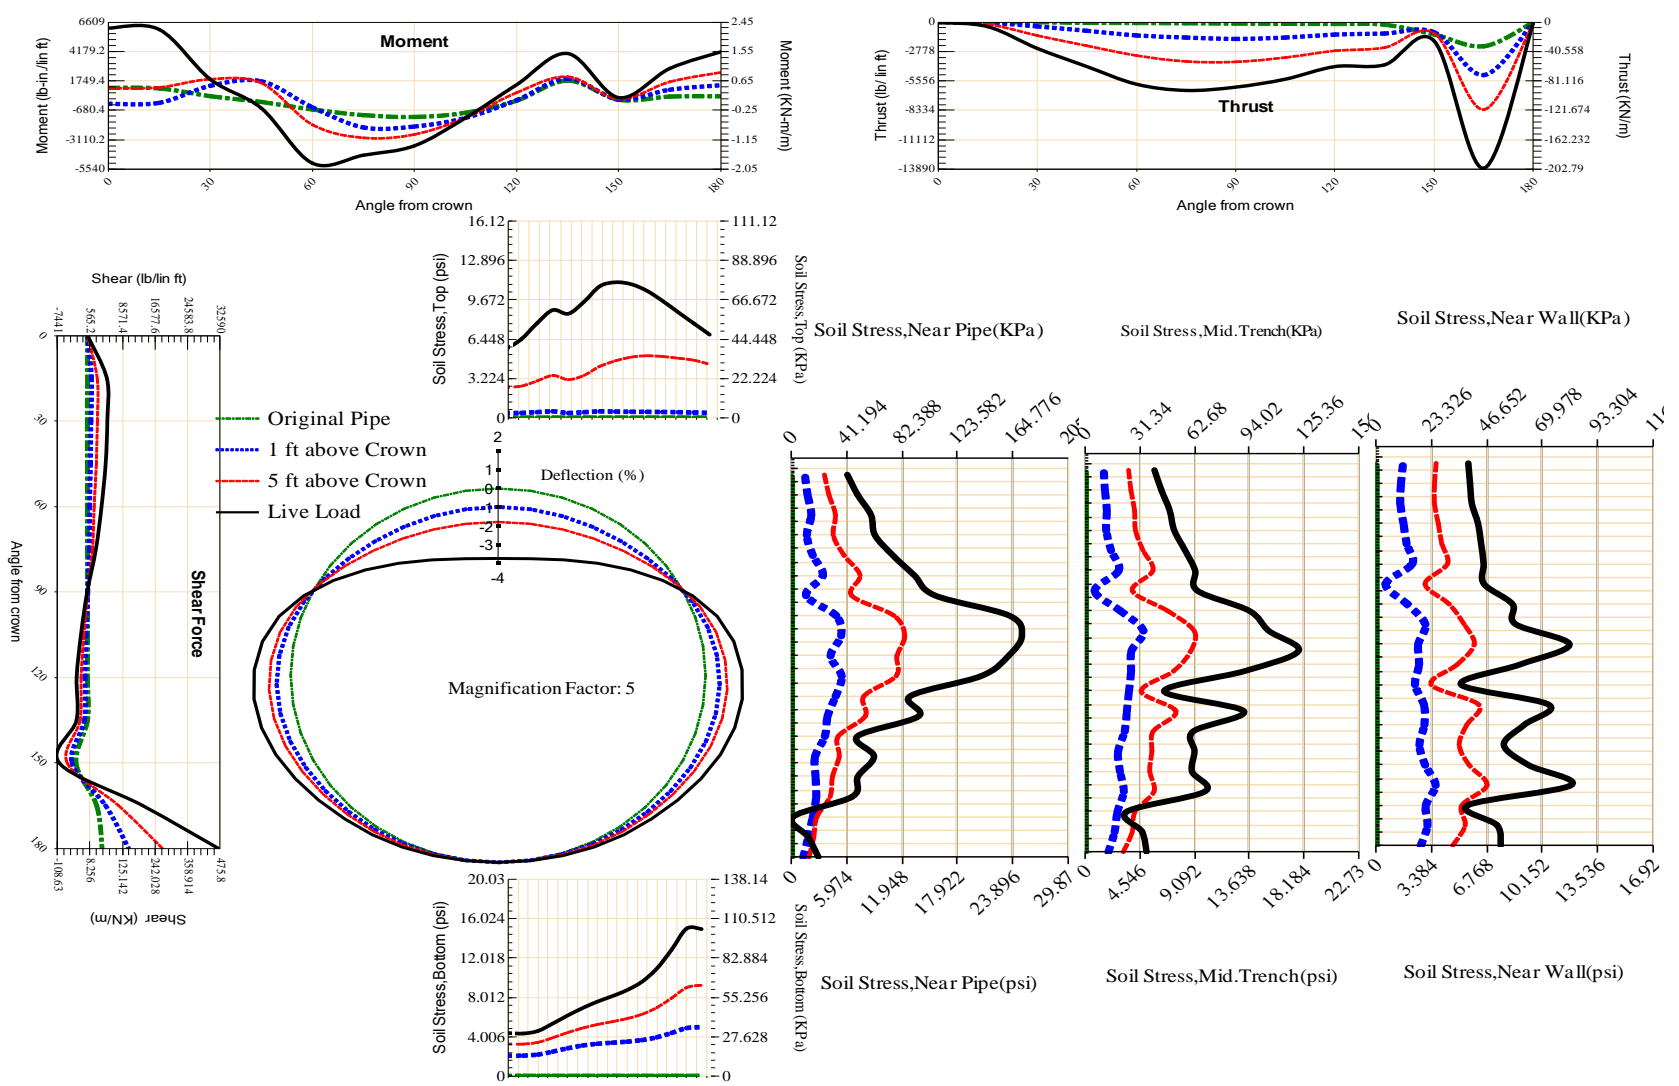 6609
4179.2
1749.4
-680.4
-3110.2
-5540
Moment (lb-in /lin ft)
Moment
2.45
1.55
0.65
-0.25
-1.15
-2.05
Moment (KN-m/m)
0 30 60 90 120 150 180
Angle from crown
0
-2778
-5556
-8334
-11112
-13890
Thrust (lb/ lin ft)
Thrust
0
-40.558
-81.116
-121.674
-162.232
-202.79
Thrust (KN/m)
0 30 60 90 120 150 180
Angle from crown
16.12
12.896
9.672
6.448
3.224
0
Soil Stress,Top (psi)
111.12
88.896
66.672
44.448
22.224
0
Soil Stress,Top (KPa)
Shear (lb/lin ft)
-7441 565.2 8571.4 16577.6 24583.8 32590
0
30
60
90
120
150
180
Angle from crown
Shear Force
-108.63 8.256 125.142 242.028 358.914 475.8
Shear (KN/m)
Original Pipe
1 ft above Crown
5 ft above Crown
Live Load
2
1
0
-1
-2
-3
-4
Deflection (%)
Magnification Factor: 5
20.03
16.024
12.018
8.012
4.006
0
Soil Stress,Bottom (psi)
138.14
110.512
82.884
55.256
27.628
0
Soil Stress,Bottom (KPa)
Soil Stress,Near Pipe(KPa)
0 41.194 82.388 123.582 164.776
0 5.974 11.948 17.922 23.896 29.87
Soil Stress,Near Pipe(psi)
Soil Stress,Mid.Trench(KPa)
0 31.34 62.68 94.02 125.36
0 4.546 9.092 13.638 18.184 22.73
Soil Stress,Mid.Trench(psi)
Soil Stress,Near Wall(KPa)
0 23.326 46.652 69.978 93.304
0 3.384 6.768 10.152 13.536 16.92
Soil Stress,Near Wall(psi)